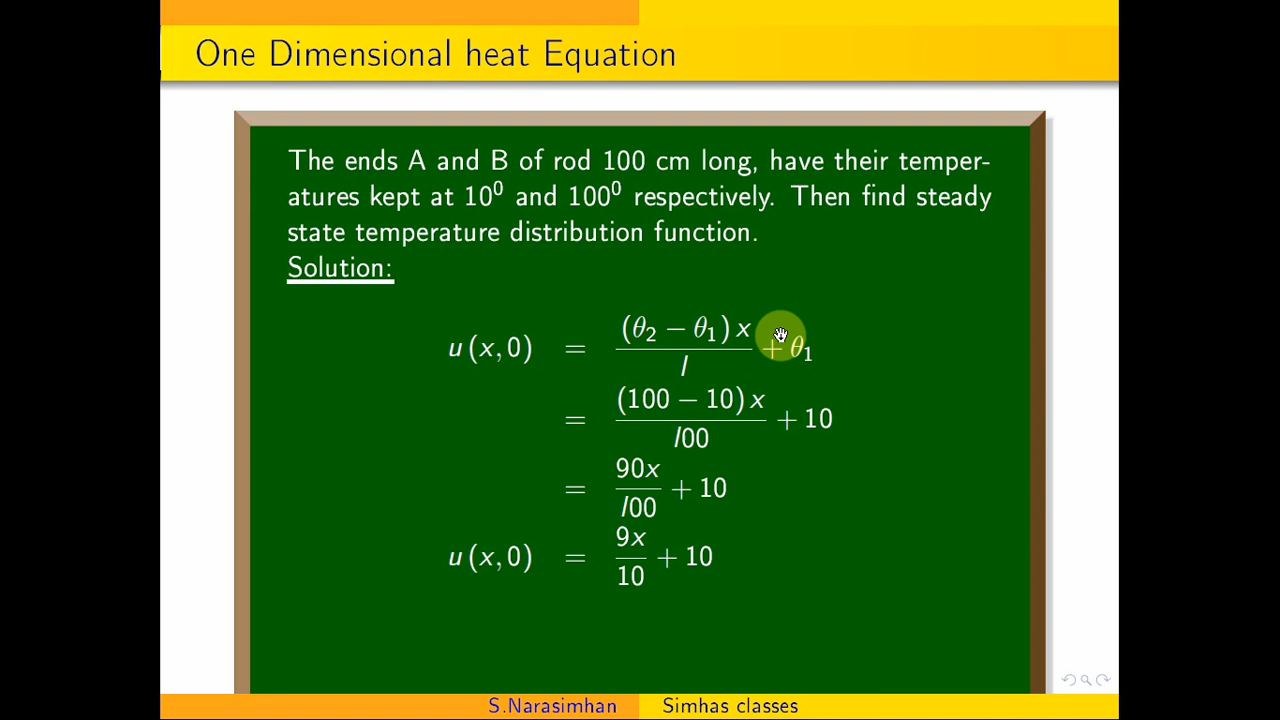 One Dimensional heat Equation
The ends A and B of rod 100 cm long, have their temper-
atures kept at 10⁰ and 100⁰ respectively. Then find steady
state temperature distribution function.
Solution:
u(x, 0) = (θ₂ − θ₁) x / l + θ₁
= (100 − 10) x / l00 + 10
= 90x / l00 + 10
u(x, 0) = 9x / 10 + 10
S.Narasimhan Simhas classes